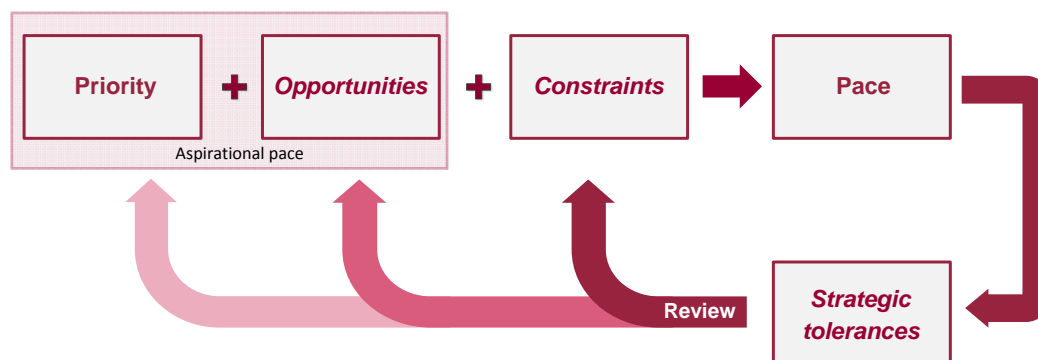 Priority
+
Opportunities
+
Constraints
Pace
Aspirational pace
Review
Strategic
tolerances